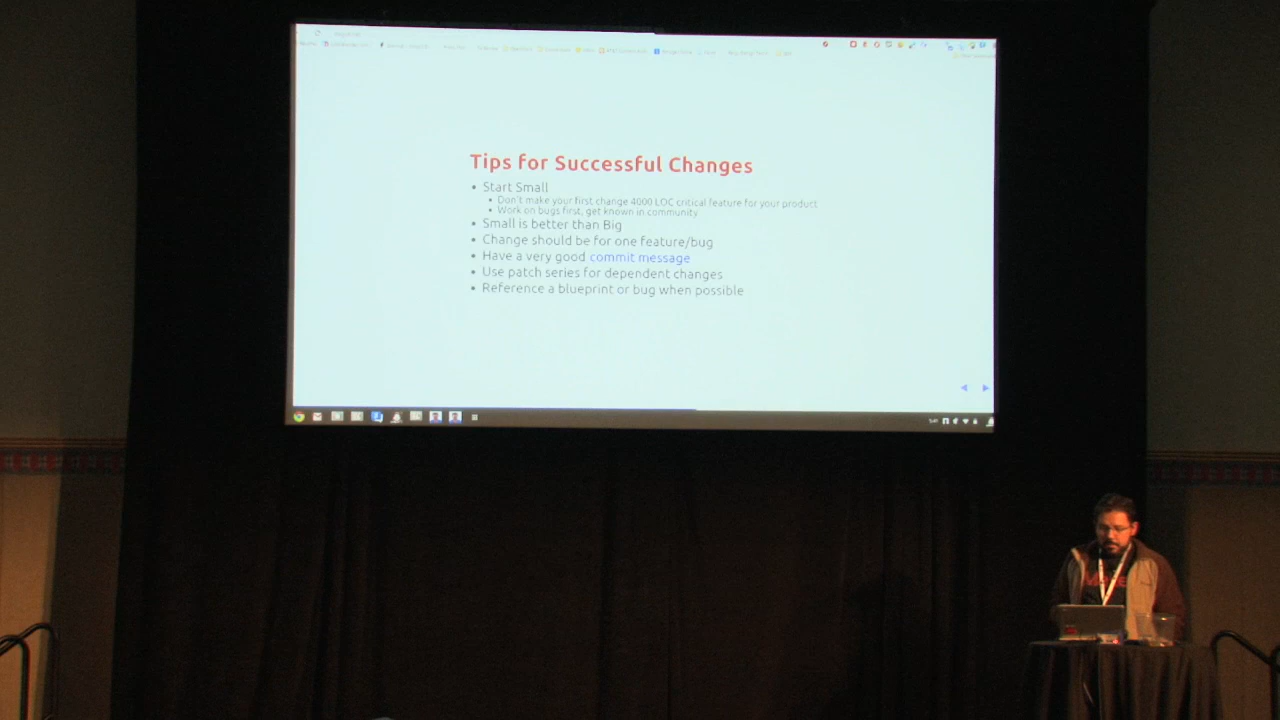 Tips for Successful Changes
Start Small
Don't make your first change 4000 LOC critical feature for your product
Work on bugs first, get known in community
Small is better than Big
Change should be for one feature/bug
Have a very good commit message
Use patch series for dependent changes
Reference a blueprint or bug when possible